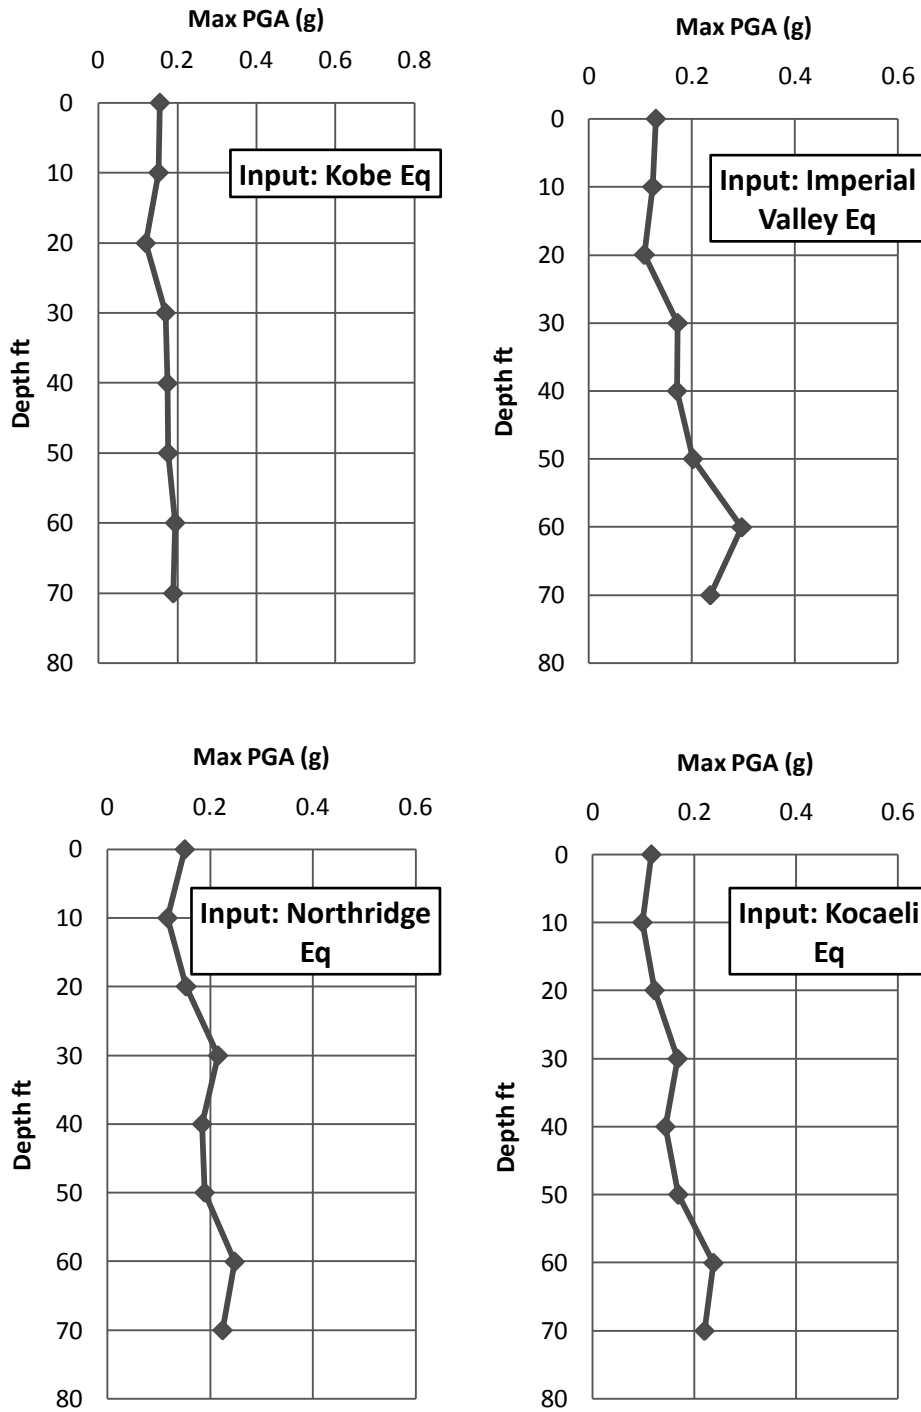 Max PGA (g)
0 0.2 0.4 0.6 0.8
0
10
20
30
40
50
60
70
80
Depth ft
Input: Kobe Eq
Max PGA (g)
0 0.2 0.4 0.6
0
10
20
30
40
50
60
70
80
Depth ft
Input: Imperial
Valley Eq
Max PGA (g)
0 0.2 0.4 0.6
0
10
20
30
40
50
60
70
80
Depth ft
Input: Northridge
Eq
Max PGA (g)
0 0.2 0.4 0.6
0
10
20
30
40
50
60
70
80
Depth ft
Input: Kocaeli
Eq